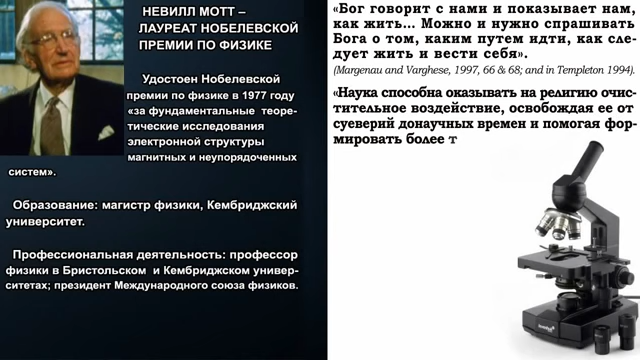 НЕВИЛЛ МОТТ –
ЛАУРЕАТ НОБЕЛЕВСКОЙ
ПРЕМИИ ПО ФИЗИКЕ
Удостоен Нобелевской
премии по физике в 1977 году
«за фундаментальные теоре-
тические исследования
электронной структуры
магнитных и неупорядоченных
систем».
Образование: магистр физики, Кембриджский
университет.
Профессиональная деятельность: профессор
физики в Бристольском и Кембриджском универ-
ситетах; президент Международного союза физиков.
«Бог говорит с нами и показывает нам,
как жить... Можно и нужно спрашивать
Бога о том, каким путем идти, как сле-
дует жить и вести себя».
(Margenau and Varghese, 1997, 66 & 68; and in Templeton 1994).
«Наука способна оказывать на религию очис-
тительное воздействие, освобождая ее от
суеверий донаучных времен и помогая фор-
мировать более т